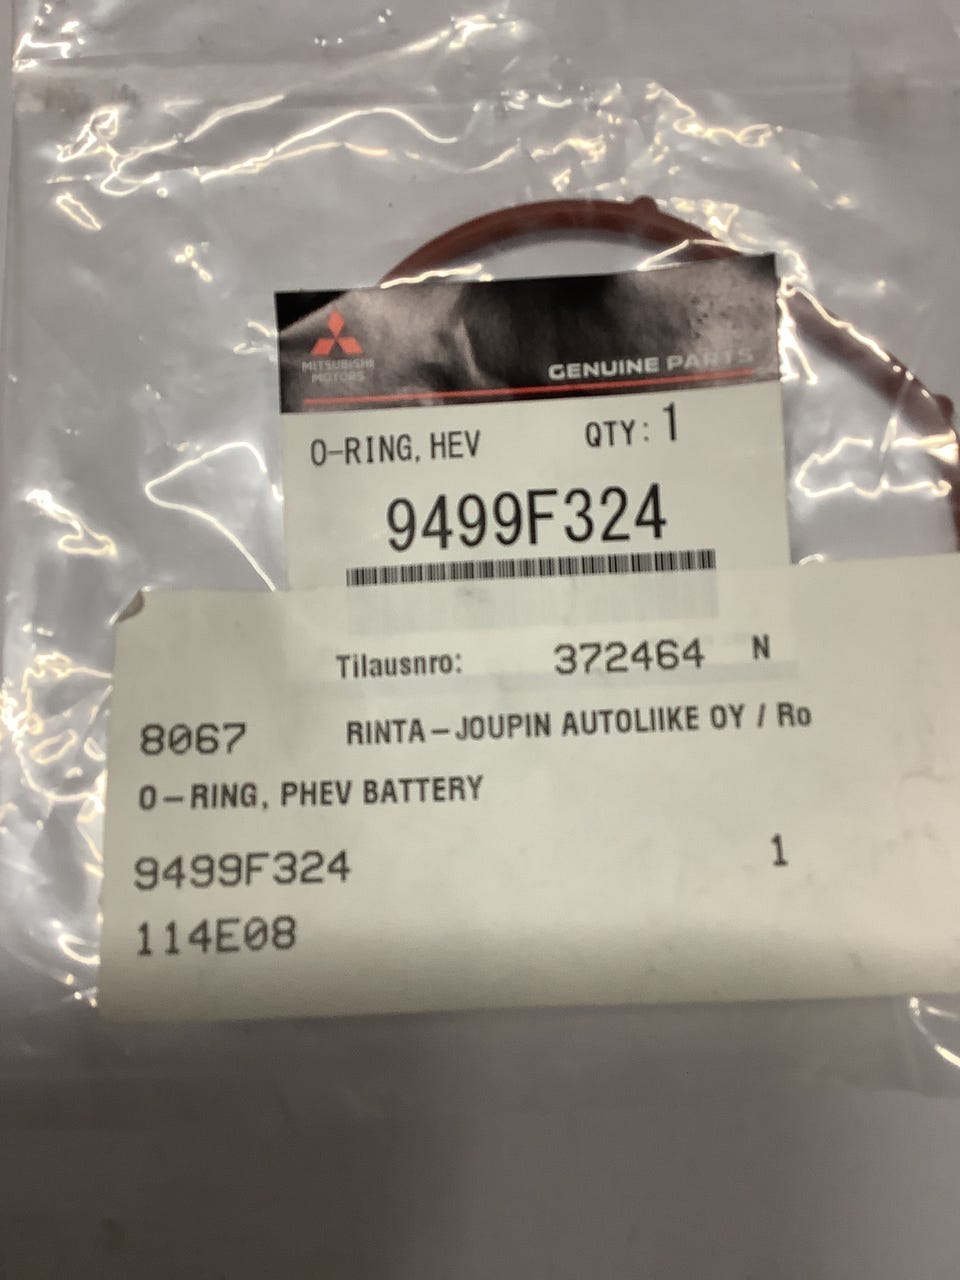 MITSUBISHI
MOTORS
GENUINE PARTS
O-RING, HEV QTY: 1
9499F324
Tilausnro: 372464 N
8067 RINTA-JOUPIN AUTOLIIKE OY / Ro
O-RING, PHEV BATTERY
9499F324 1
114E08